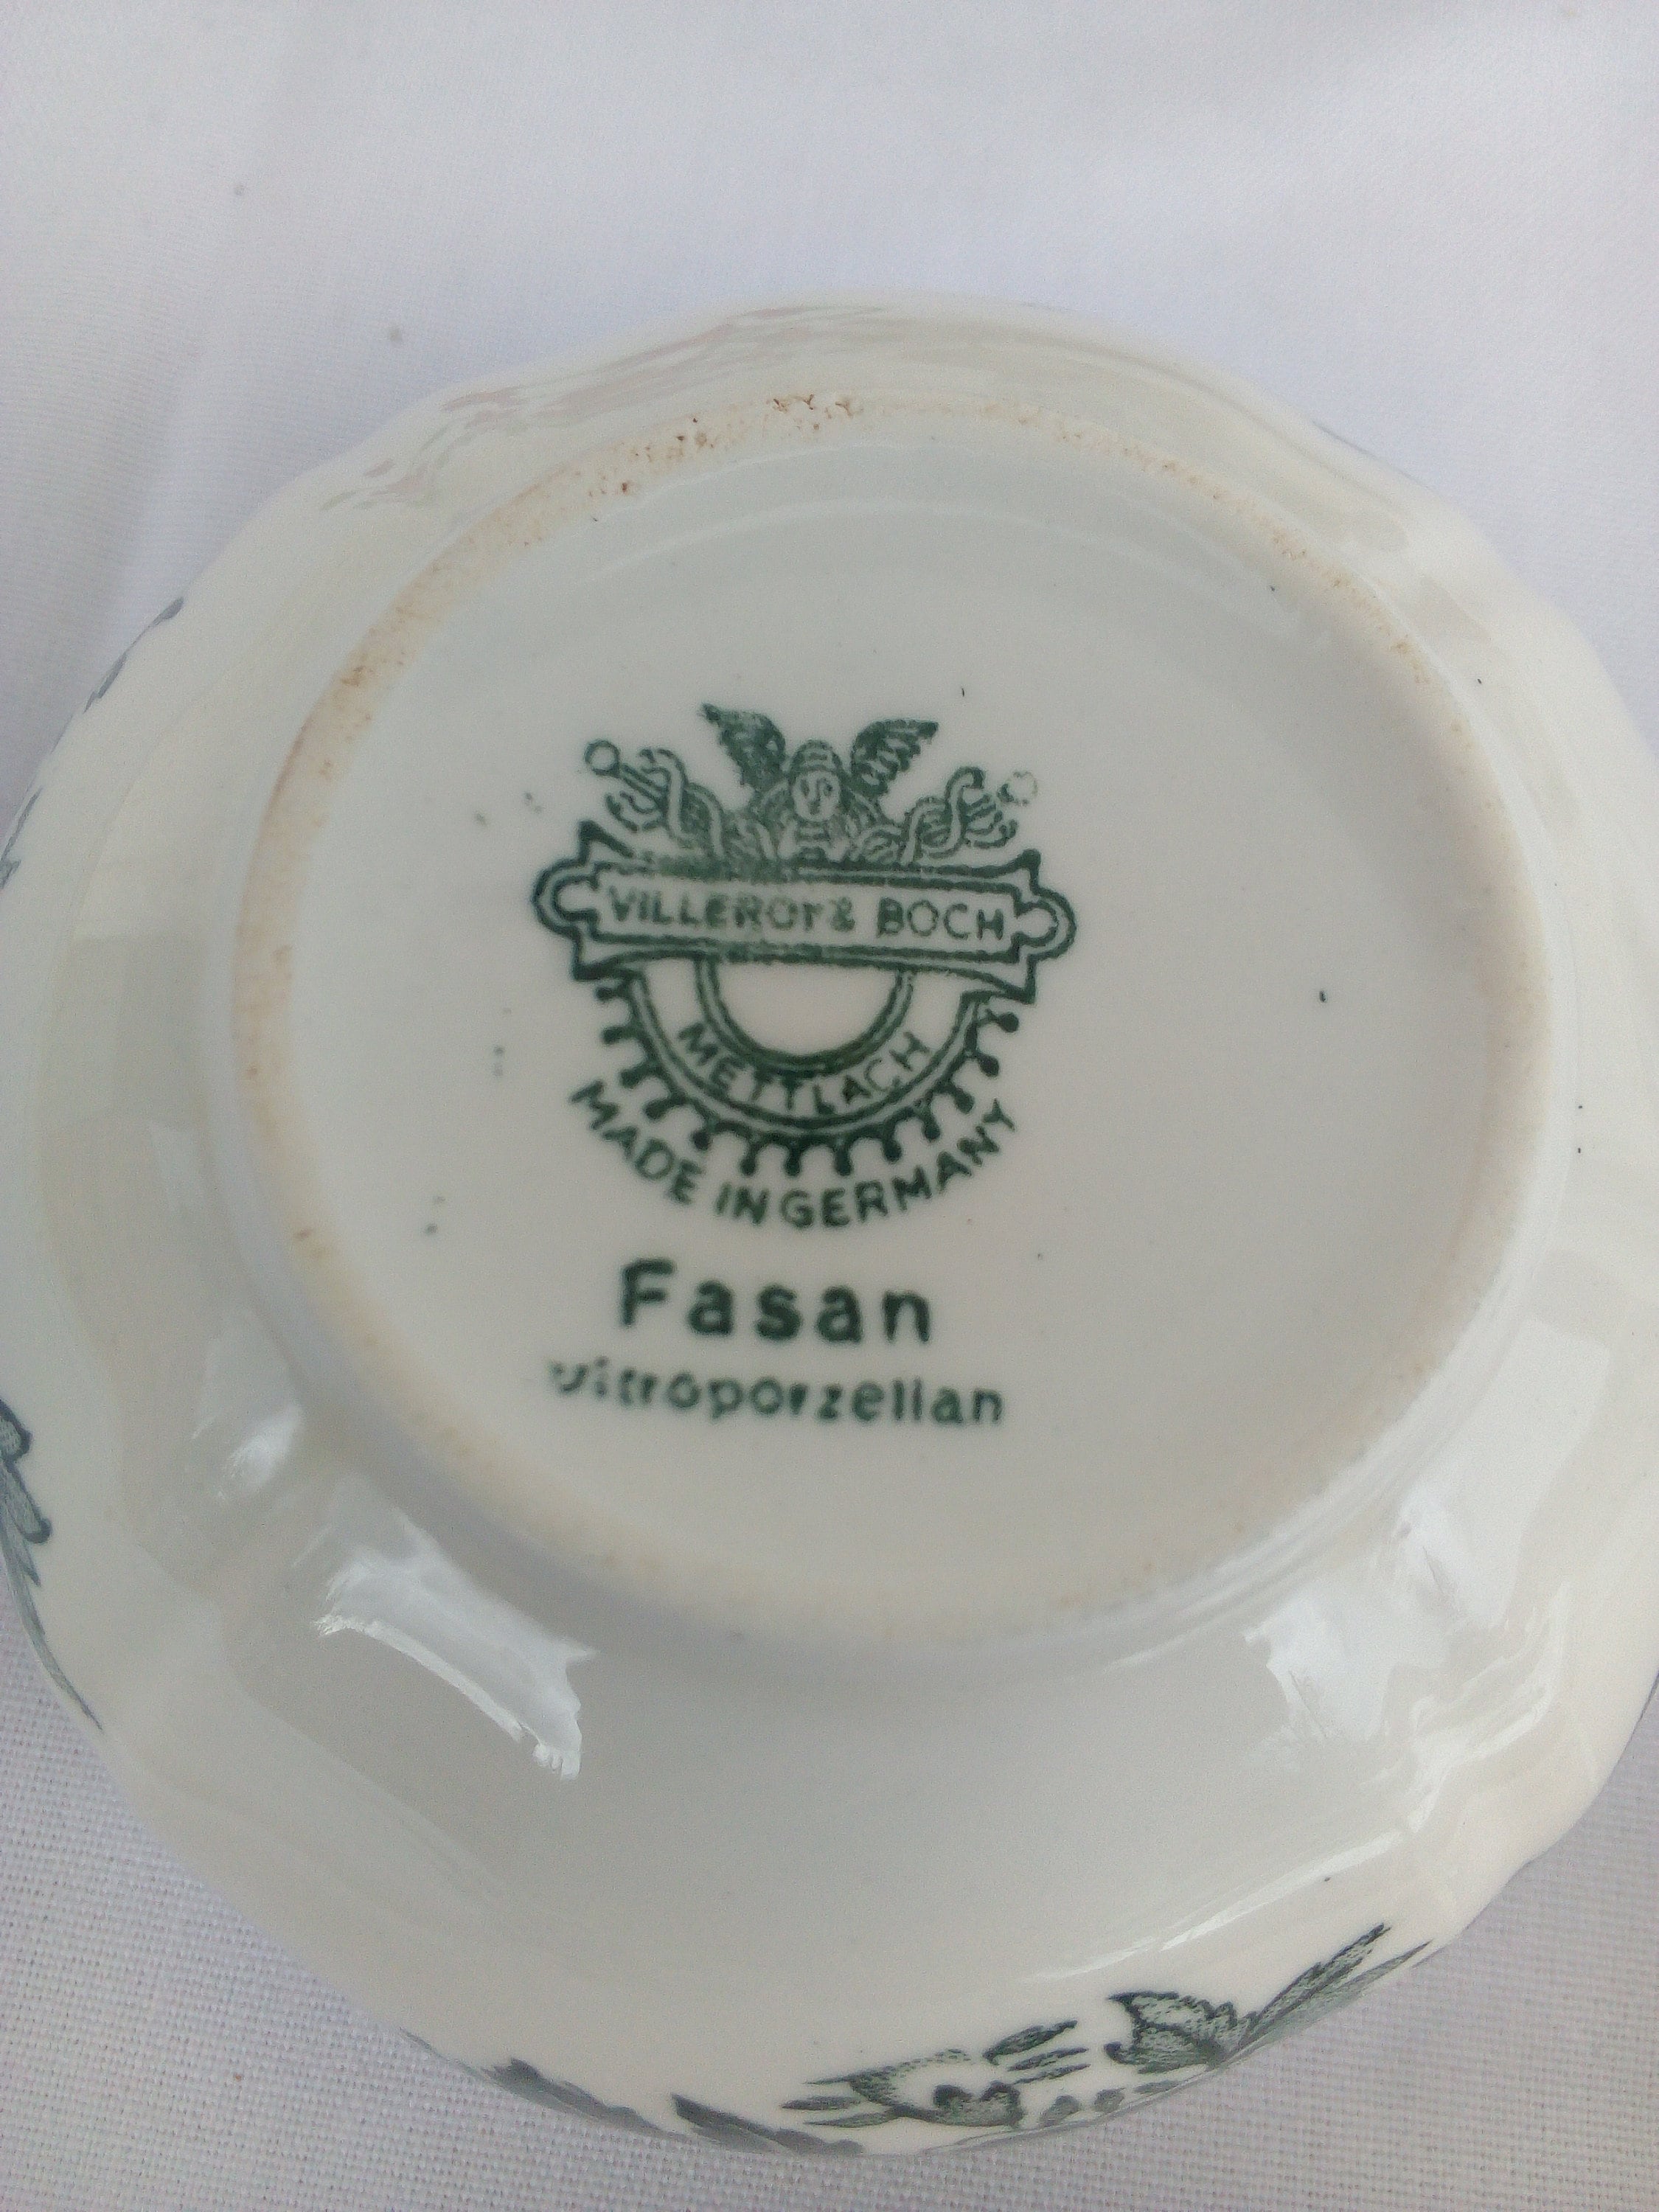 VILLEROY & BOCH
METTLACH
MADE IN GERMANY
Fasan
vitroporzellan